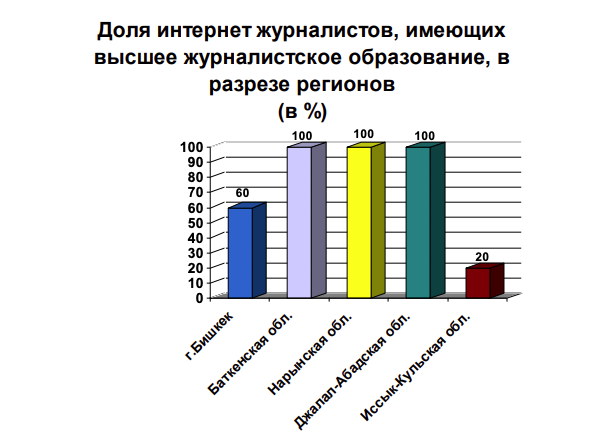 Доля интернет журналистов, имеющих
высшее журналистское образование, в
разрезе регионов
(в %)
100
90
80
70
60
50
40
30
20
10
0
60
100
100
100
20
г.Бишкек
Баткенская обл.
Нарынская обл.
Джалал-Абадская обл.
Иссык-Кульская обл.